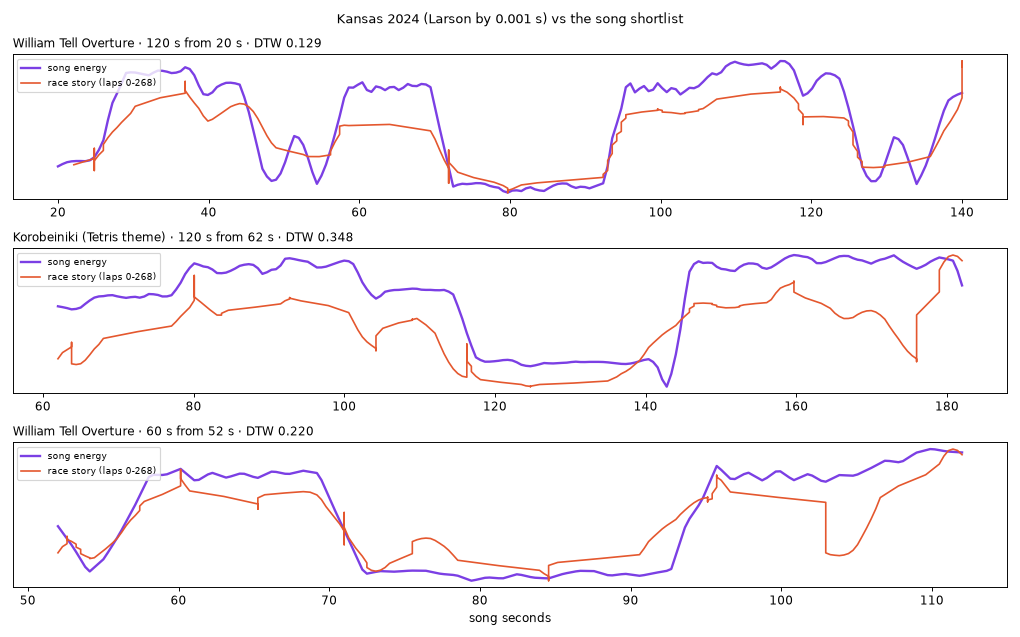 Kansas 2024 (Larson by 0.001 s) vs the song shortlist
William Tell Overture · 120 s from 20 s · DTW 0.129
song energy
race story (laps 0-268)
20 40 60 80 100 120 140
Korobeiniki (Tetris theme) · 120 s from 62 s · DTW 0.348
song energy
race story (laps 0-268)
60 80 100 120 140 160 180
William Tell Overture · 60 s from 52 s · DTW 0.220
song energy
race story (laps 0-268)
50 60 70 80 90 100 110
song seconds